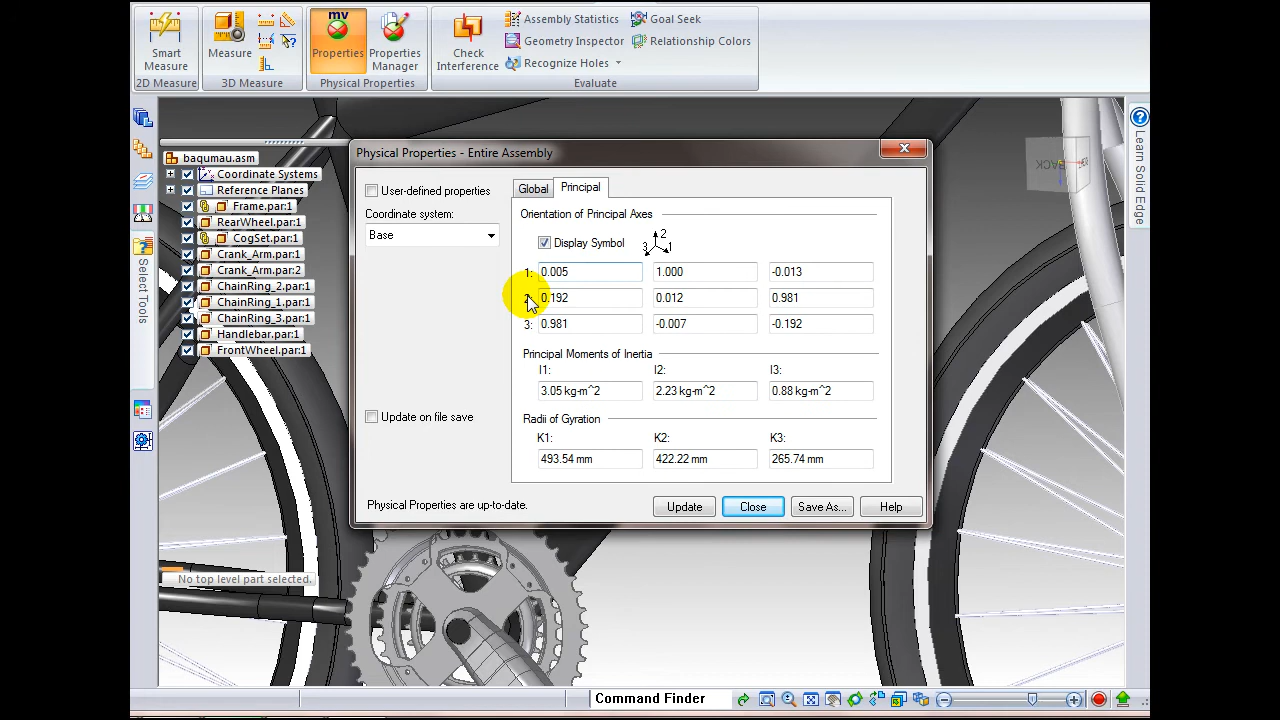 mv
Smart
Measure
2D Measure
Measure
3D Measure
Properties
Properties
Manager
Physical Properties
Check
Interference
Assembly Statistics
Geometry Inspector
Recognize Holes
Goal Seek
Relationship Colors
Evaluate
Select Tools
baqumau.asm
Coordinate Systems
Reference Planes
Frame.par:1
RearWheel.par:1
CogSet.par:1
Crank_Arm.par:1
Crank_Arm.par:2
ChainRing_2.par:1
ChainRing_1.par:1
ChainRing_3.par:1
Handlebar.par:1
FrontWheel.par:1
No top level part selected.
Physical Properties - Entire Assembly
User-defined properties
Coordinate system:
Base
Update on file save
Physical Properties are up-to-date.
Global
Principal
Orientation of Principal Axes
Display Symbol
2
3
1
1: 0.005 1.000 -0.013
2: 0.192 0.012 0.981
3: 0.981 -0.007 -0.192
Principal Moments of Inertia
I1: I2: I3:
3.05 kg-m^2 2.23 kg-m^2 0.88 kg-m^2
Radii of Gyration
K1: K2: K3:
493.54 mm 422.22 mm 265.74 mm
Update Close Save As... Help
BACK
Learn Solid Edge
Command Finder